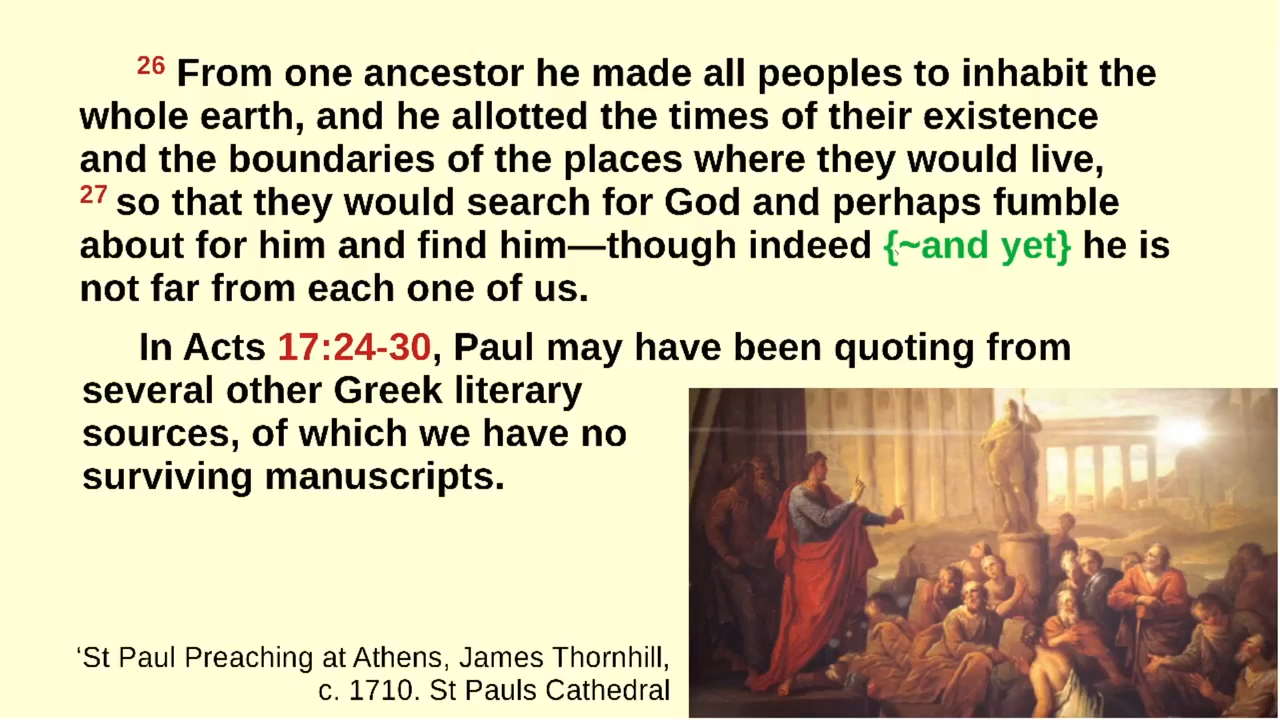 26 From one ancestor he made all peoples to inhabit the
whole earth, and he allotted the times of their existence
and the boundaries of the places where they would live,
27 so that they would search for God and perhaps fumble
about for him and find him—though indeed {~and yet} he is
not far from each one of us.
In Acts 17:24-30, Paul may have been quoting from
several other Greek literary
sources, of which we have no
surviving manuscripts.
‘St Paul Preaching at Athens, James Thornhill,
c. 1710. St Pauls Cathedral